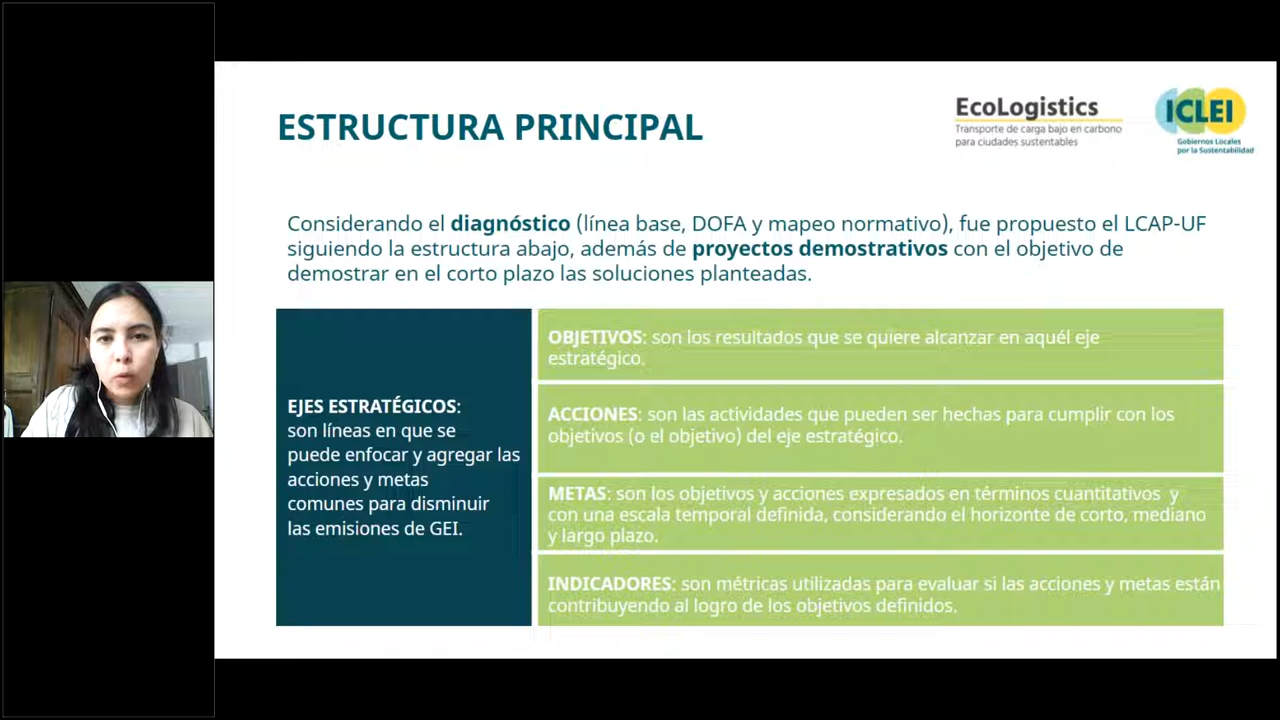 ESTRUCTURA PRINCIPAL
EcoLogistics
Transporte de carga bajo en carbono
para ciudades sustentables
ICLEI
Gobiernos Locales
por la Sustentabilidad
Considerando el diagnóstico (línea base, DOFA y mapeo normativo), fue propuesto el LCAP-UF
siguiendo la estructura abajo, además de proyectos demostrativos con el objetivo de
demostrar en el corto plazo las soluciones planteadas.
EJES ESTRATÉGICOS:
son líneas en que se
puede enfocar y agregar las
acciones y metas
comunes para disminuir
las emisiones de GEI.
OBJETIVOS: son los resultados que se quiere alcanzar en aquél eje
estratégico.
ACCIONES: son las actividades que pueden ser hechas para cumplir con los
objetivos (o el objetivo) del eje estratégico.
METAS: son los objetivos y acciones expresados en términos cuantitativos y
con una escala temporal definida, considerando el horizonte de corto, mediano
y largo plazo.
INDICADORES: son métricas utilizadas para evaluar si las acciones y metas están
contribuyendo al logro de los objetivos definidos.